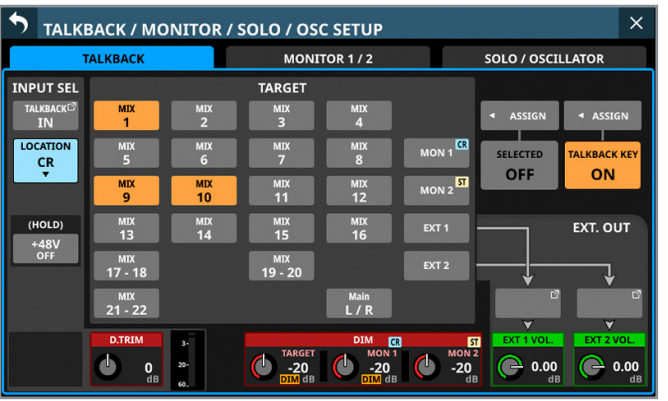 TALKBACK / MONITOR / SOLO / OSC SETUP
TALKBACK
MONITOR 1 / 2
SOLO / OSCILLATOR
INPUT SEL
TARGET
TALKBACK
IN
LOCATION
CR
(HOLD)
+48V
OFF
MIX
1
MIX
2
MIX
3
MIX
4
MIX
5
MIX
6
MIX
7
MIX
8
MON 1
CR
MIX
9
MIX
10
MIX
11
MIX
12
MON 2
ST
MIX
13
MIX
14
MIX
15
MIX
16
EXT 1
MIX
17 - 18
MIX
19 - 20
EXT 2
MIX
21 - 22
Main
L / R
ASSIGN
ASSIGN
SELECTED
OFF
TALKBACK KEY
ON
EXT. OUT
D.TRIM
0
dB
3-
20-
60.
DIM
CR
ST
TARGET
-20
DIM dB
MON 1
-20
DIM dB
MON 2
-20
dB
EXT 1 VOL.
0.00
dB
EXT 2 VOL.
0.00
dB